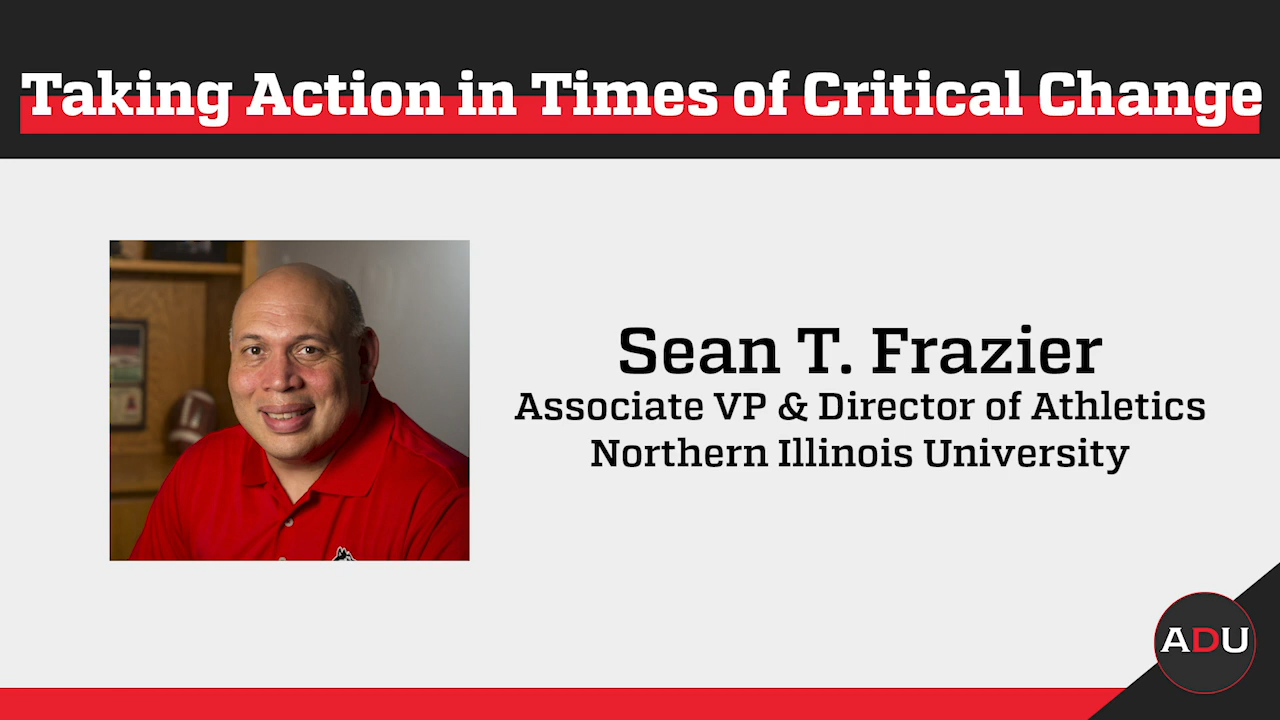 Taking Action in Times of Critical Change
Sean T. Frazier
Associate VP & Director of Athletics
Northern Illinois University
ADU